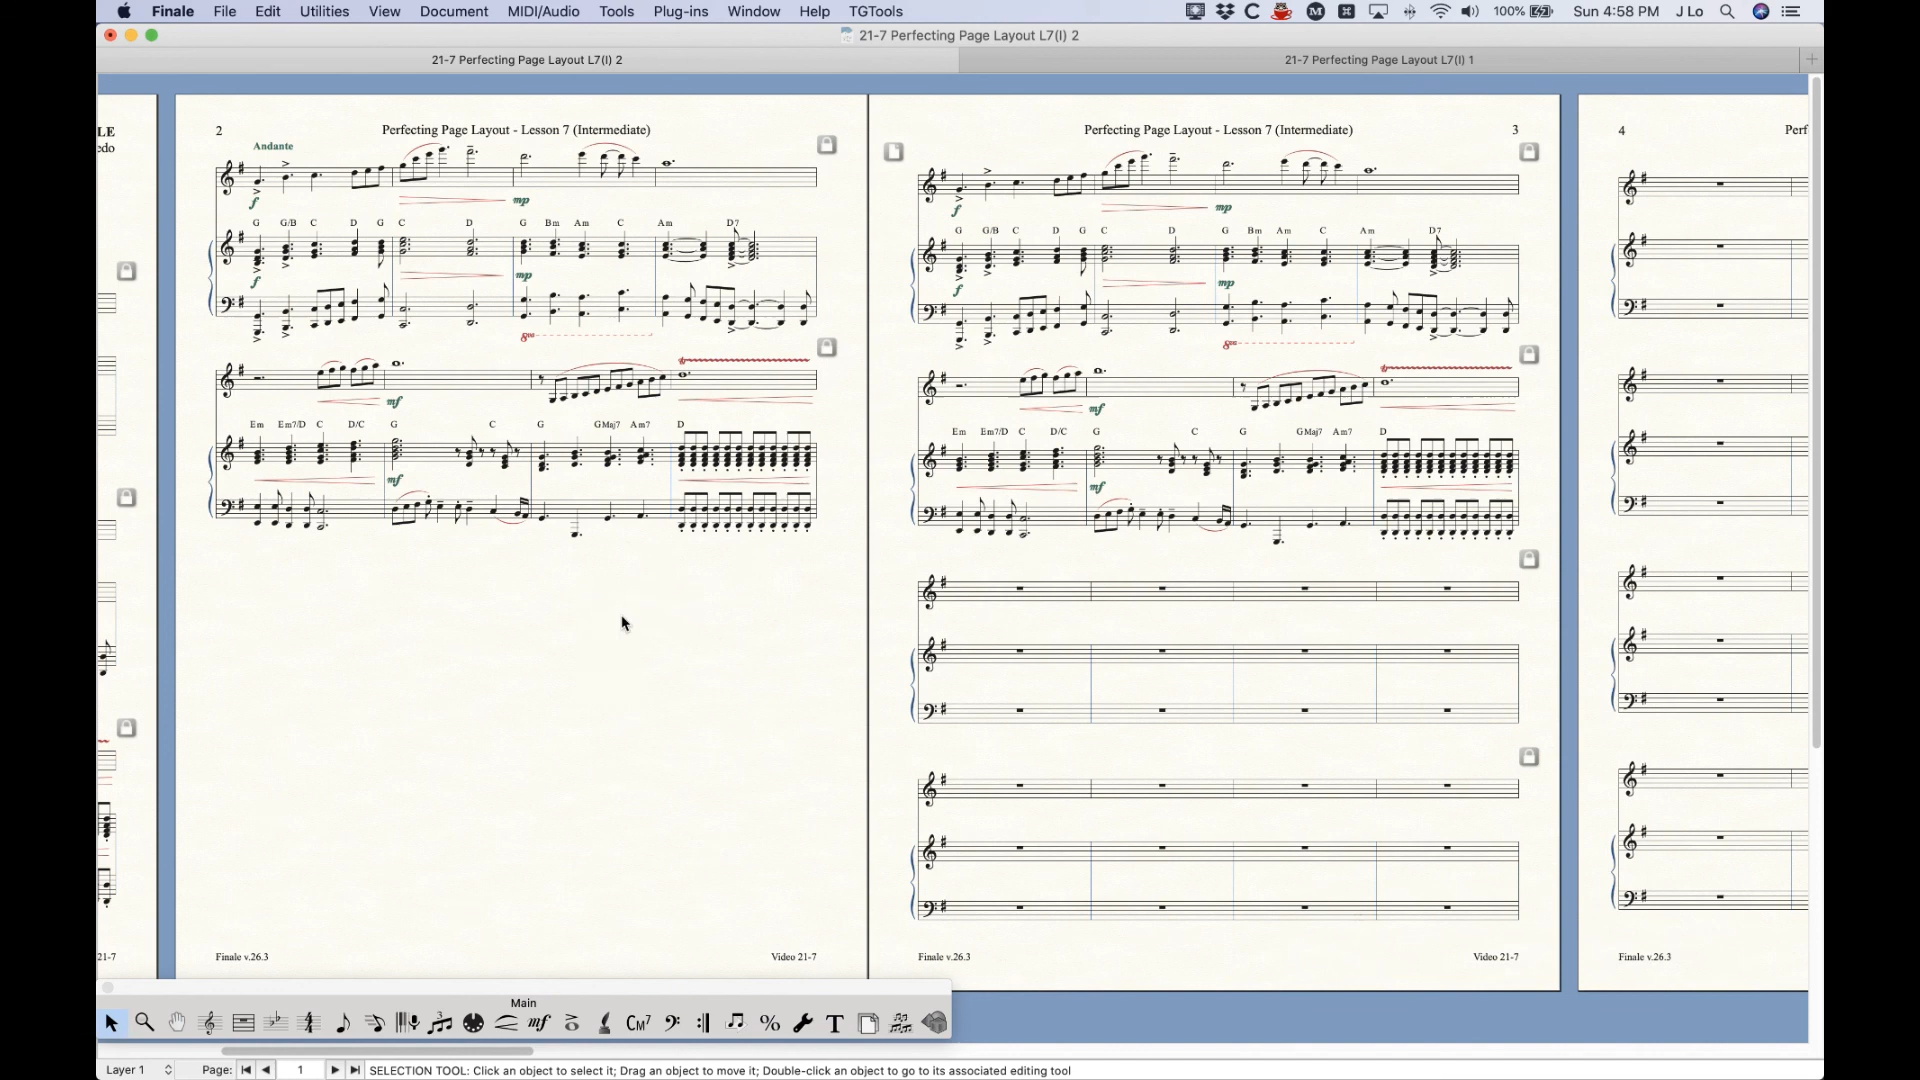 Finale File Edit Utilities View Document MIDI/Audio Tools Plug-ins Window Help TGTools 100% Sun 4:58 PM J Lo
21-7 Perfecting Page Layout L7(I) 2
21-7 Perfecting Page Layout L7(I) 2
21-7 Perfecting Page Layout L7(I) 1
LE
edo
21-7
2
Perfecting Page Layout - Lesson 7 (Intermediate)
Andante
f mp
G G/B C D G C D G Bm Am C Am D7
f mp
8va
mf
Em Em7/D C D/C G C G GMaj7 Am7 D
mf
Finale v.26.3 Video 21-7
Perfecting Page Layout - Lesson 7 (Intermediate)
3
f mp
G G/B C D G C D G Bm Am C Am D7
f mp
8va
mf
Em Em7/D C D/C G C G GMaj7 Am7 D
mf
Finale v.26.3 Video 21-7
4 Perf
Finale v.26.3
Main
mf CM7 T
Layer 1 Page: 1 SELECTION TOOL: Click an object to select it; Drag an object to move it; Double-click an object to go to its associated editing tool